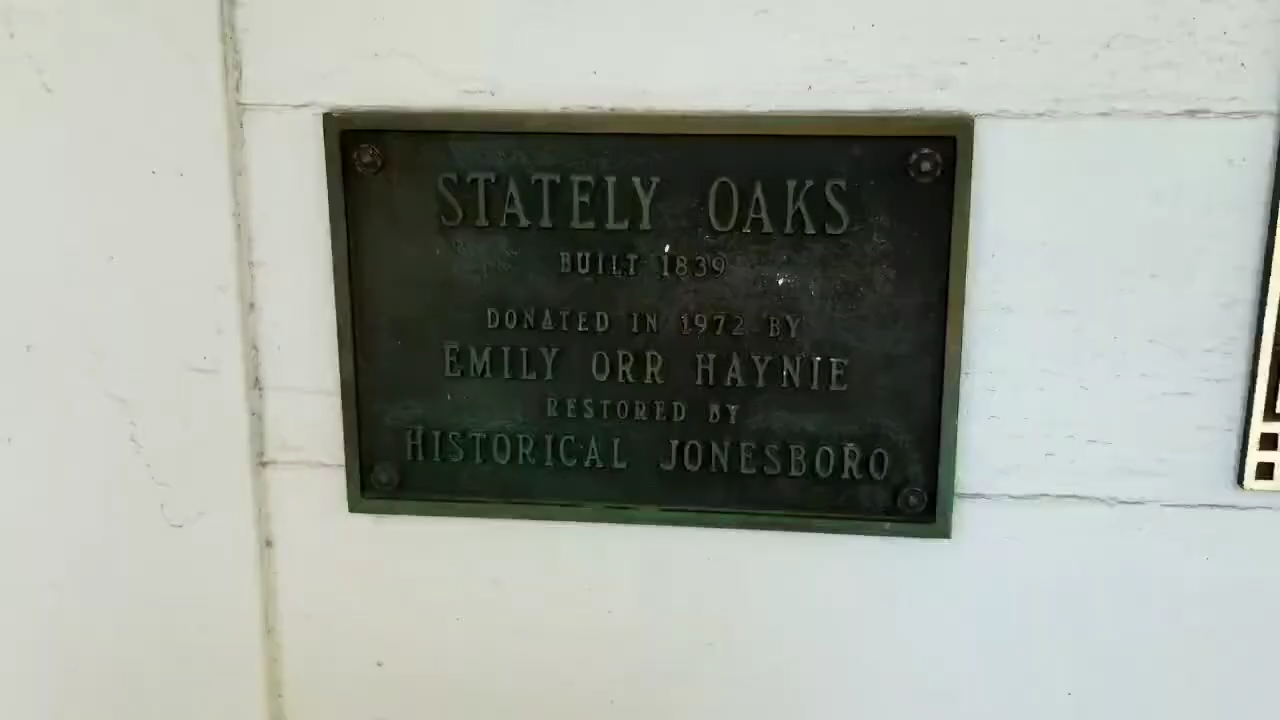 STATELY OAKS
BUILT 1839
DONATED IN 1972 BY
EMILY ORR HAYNIE
RESTORED BY
HISTORICAL JONESBORO